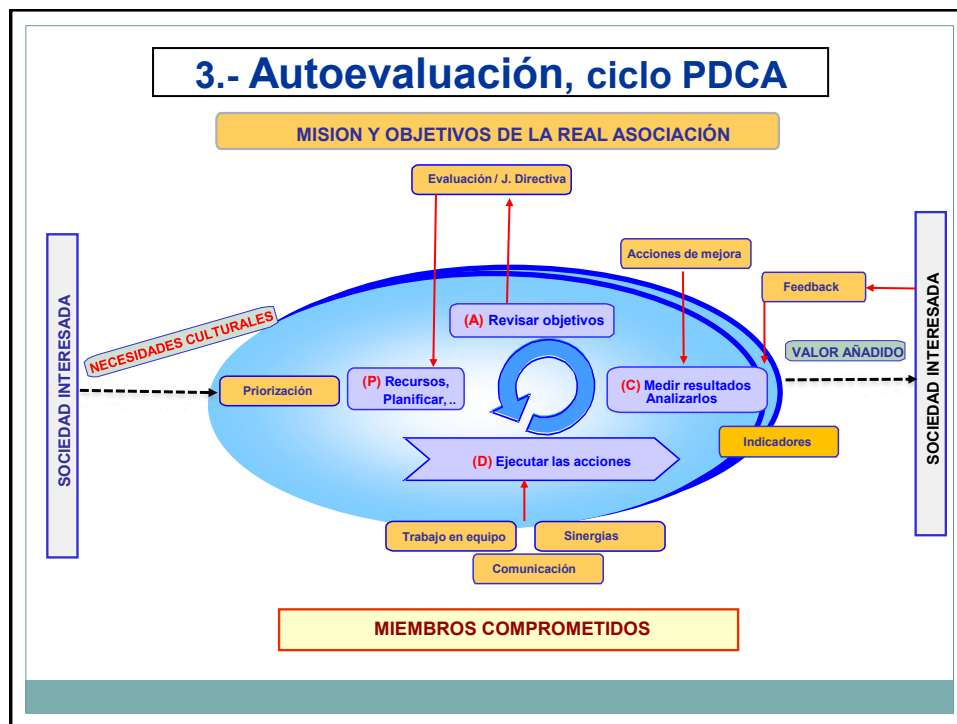 3.- Autoevaluación, ciclo PDCA
MISION Y OBJETIVOS DE LA REAL ASOCIACIÓN
Evaluación / J. Directiva
Acciones de mejora
Feedback
SOCIEDAD INTERESADA
NECESIDADES CULTURALES
(A) Revisar objetivos
VALOR AÑADIDO
SOCIEDAD INTERESADA
Priorización
(P) Recursos,
Planificar, ..
(C) Medir resultados
Analizarlos
Indicadores
(D) Ejecutar las acciones
Trabajo en equipo
Sinergias
Comunicación
MIEMBROS COMPROMETIDOS